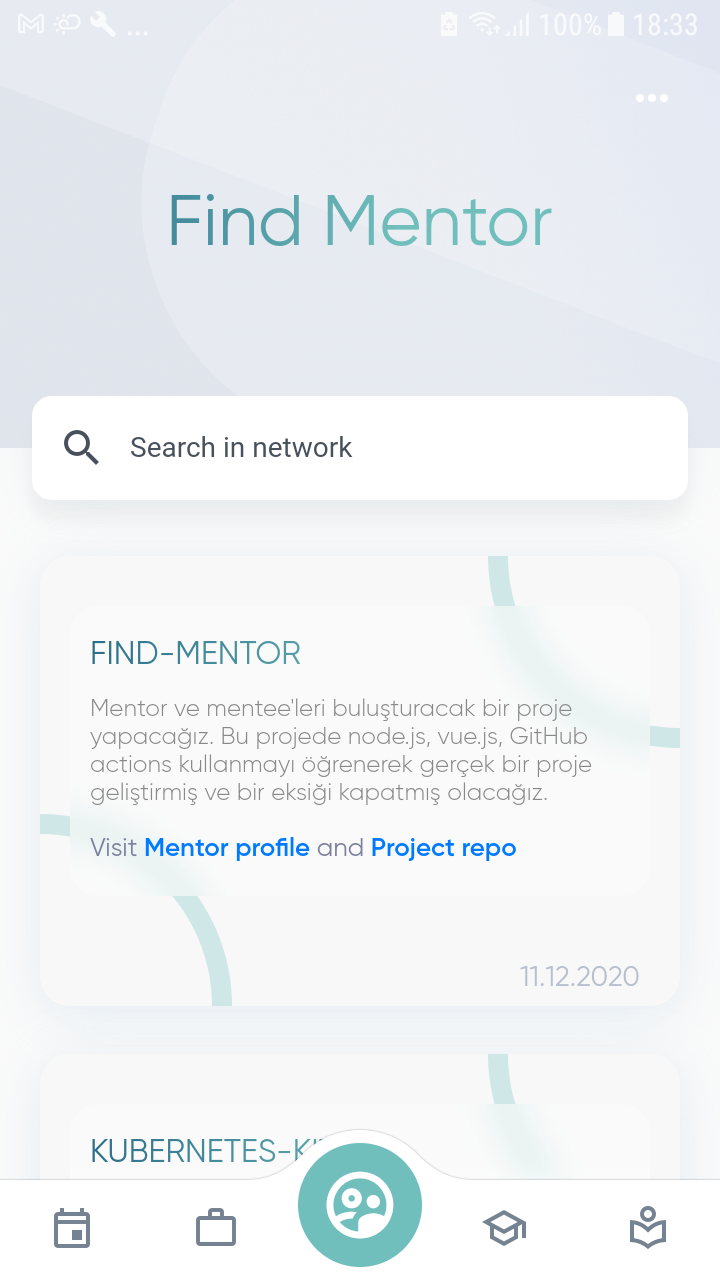 ... 100% 18:33
Find Mentor
Search in network
FIND-MENTOR
Mentor ve mentee'leri buluşturacak bir proje
yapacağız. Bu projede node.js, vue.js, GitHub
actions kullanmayı öğrenerek gerçek bir proje
geliştirmiş ve bir eksiği kapatmış olacağız.
Visit Mentor profile and Project repo
11.12.2020
KUBERNETES-